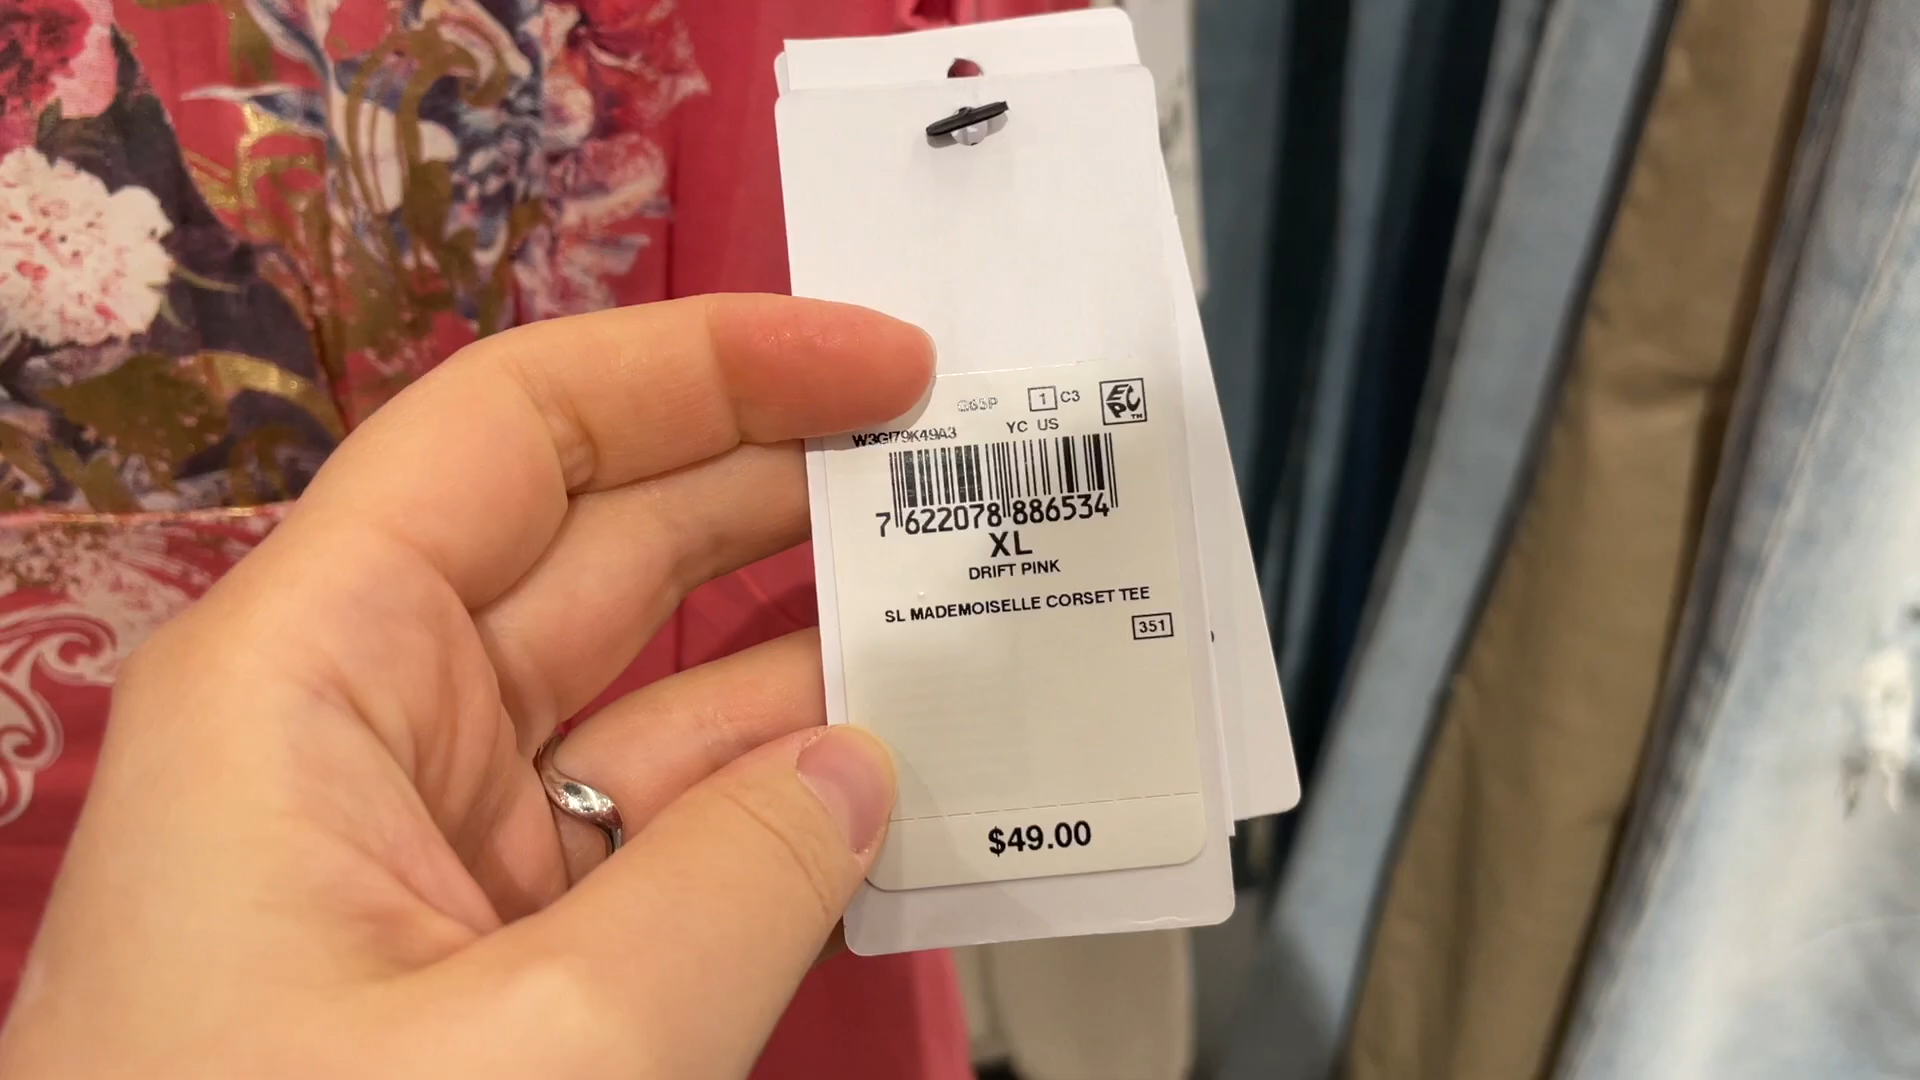 G65P 1 C3 EPC™
W3GI79K49A3 YC US
7 622078 886534
XL
DRIFT PINK
SL MADEMOISELLE CORSET TEE
351
$49.00